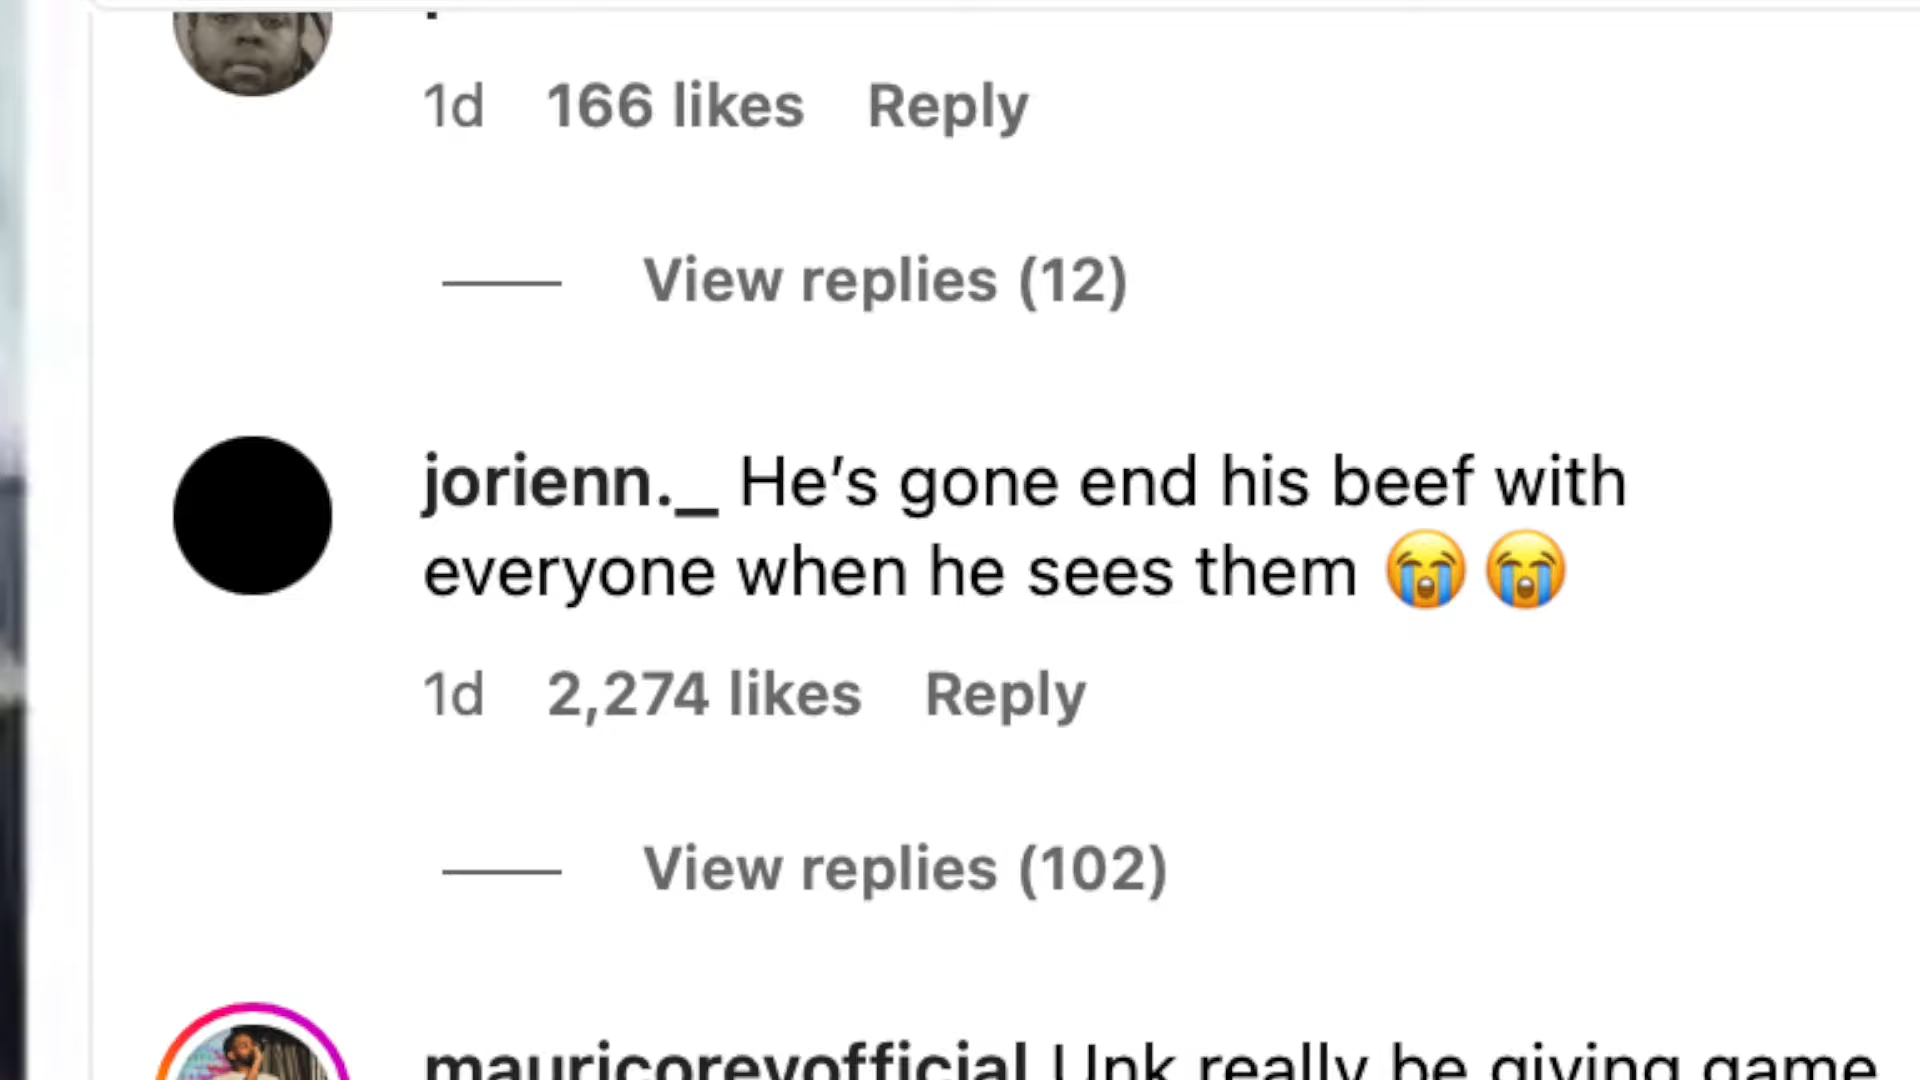 1d 166 likes Reply
View replies (12)
jorienn._ He’s gone end his beef with
everyone when he sees them 😭😭
1d 2,274 likes Reply
View replies (102)
mauricorevofficial Unk really be giving game